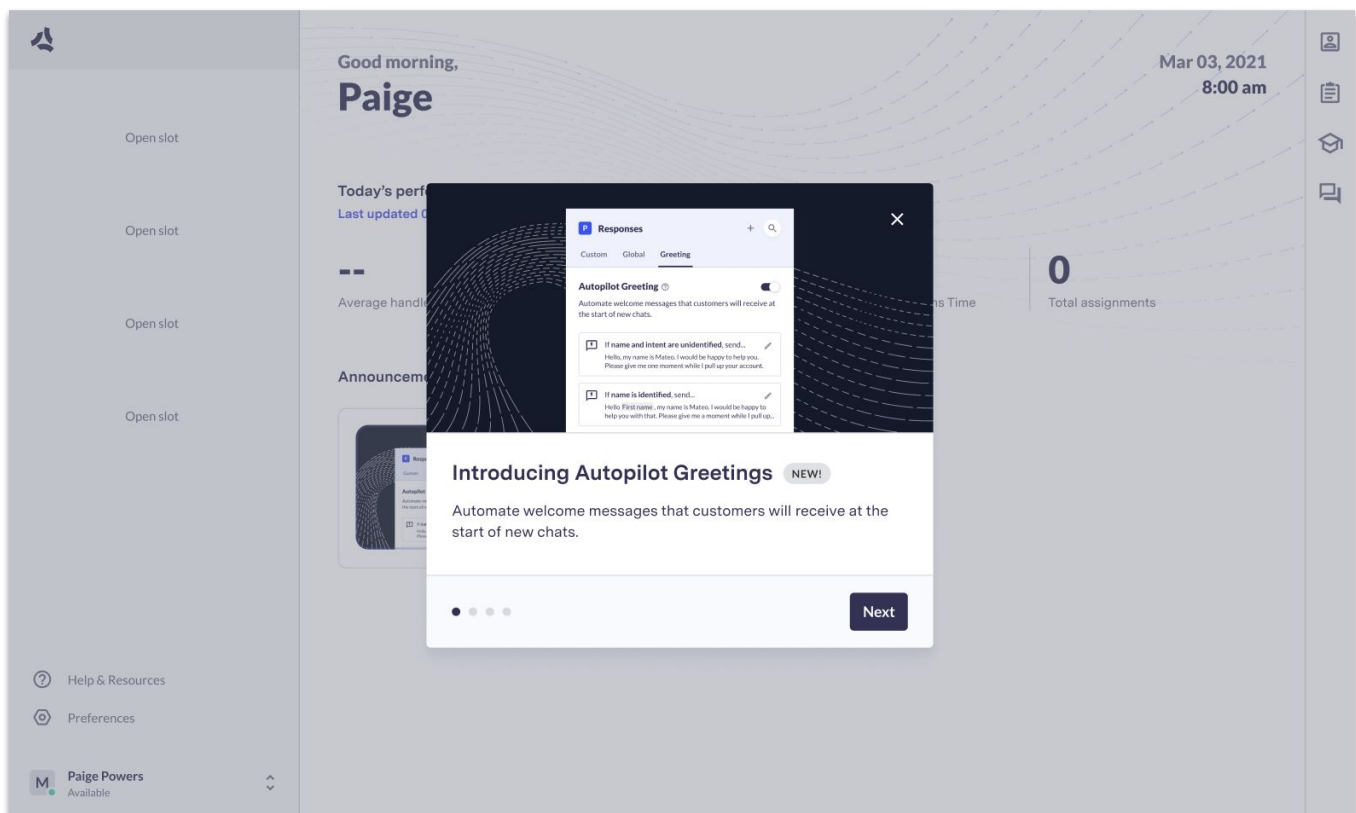 Good morning,
Paige
Mar 03, 2021
8:00 am
Open slot
Open slot
Open slot
Open slot
Today's perf
Last updated
--
Average handle
ns Time
0
Total assignments
Announceme
P Responses
Custom Global Greeting
Autopilot Greeting
Automate welcome messages that customers will receive at
the start of new chats.
If name and intent are unidentified, send...
Hello, my name is Mateo. I would be happy to help you.
Please give me one moment while I pull up your account.
If name is identified, send...
Hello First name , my name is Mateo. I would be happy to
help you with that. Please give me a moment while I pull up..
Introducing Autopilot Greetings NEW!
Automate welcome messages that customers will receive at the
start of new chats.
Next
Help & Resources
Preferences
M
Paige Powers
Available